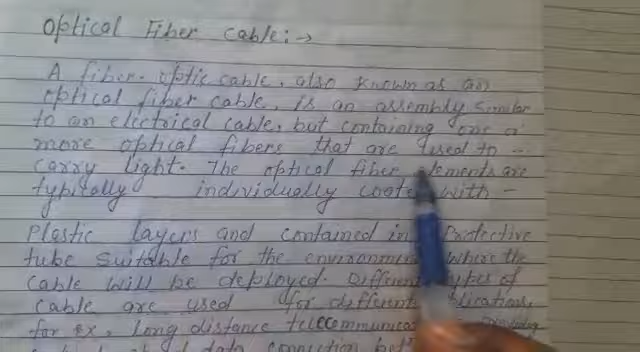 Optical Fiber Cable:→
A fiber-optic cable, also known as an
optical fiber cable, is an assembly similar
to an electrical cable, but containing one or
more optical fibers that are used to --
carry light. The optical fiber elements are
typically individually coated with -
Plastic layers and contained in Protective
tube suitable for the environment where the
cable will be deployed. Different types of
cable are used for different
for ex, long distance
data connection